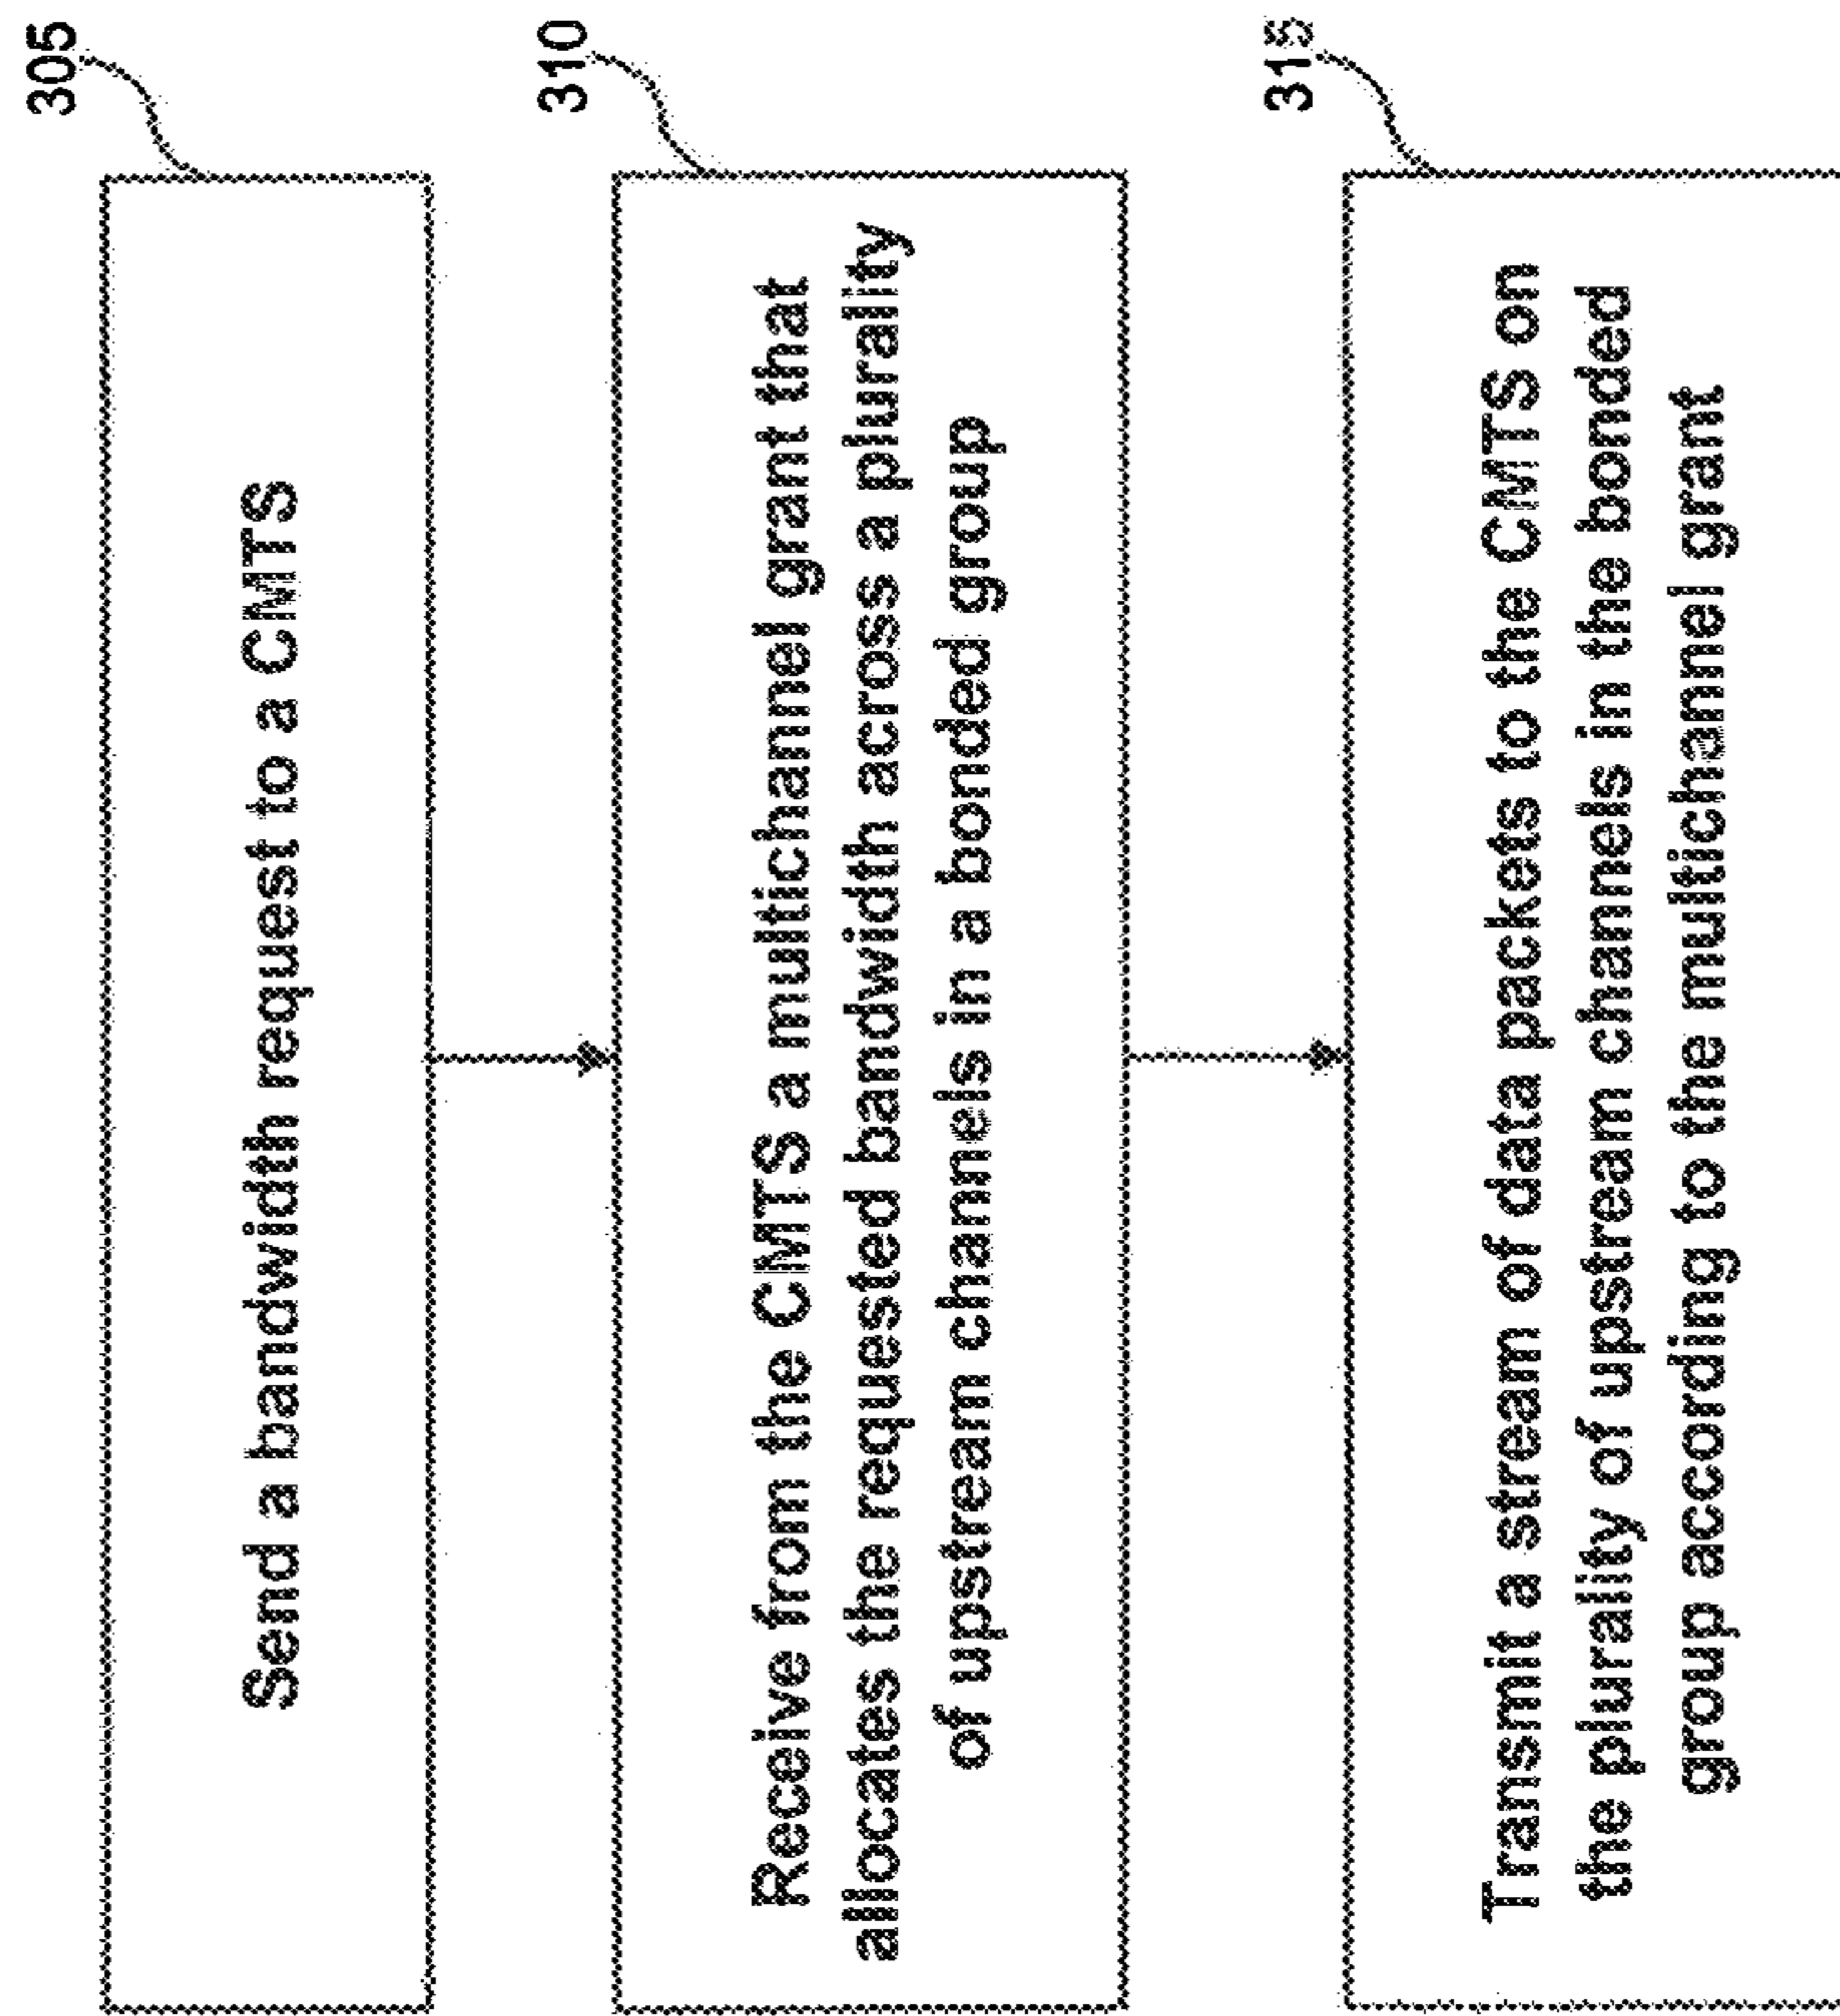 305
Send a bandwidth request to a CMTS
310
Receive from the CMTS a multichannel grant that
allocates the requested bandwidth across a plurality
of upstream channels in a bonded group
315
Transmit a stream of data packets to the CMTS on
the plurality of upstream channels in the bonded
group according to the multichannel grant